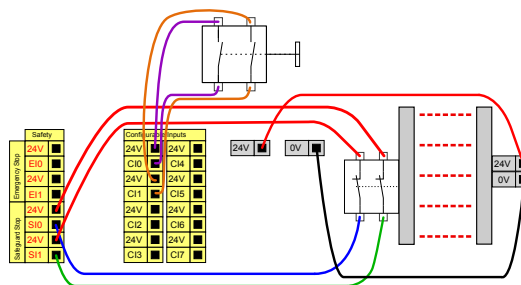 Safety
Emergency Stop
24V
EI0
24V
EI1
Safeguard Stop
24V
SI0
24V
SI1
Configurable Inputs
24V 24V
CI0 CI4
24V 24V
CI1 CI5
24V 24V
CI2 CI6
24V 24V
CI3 CI7
24V
0V
24V
0V